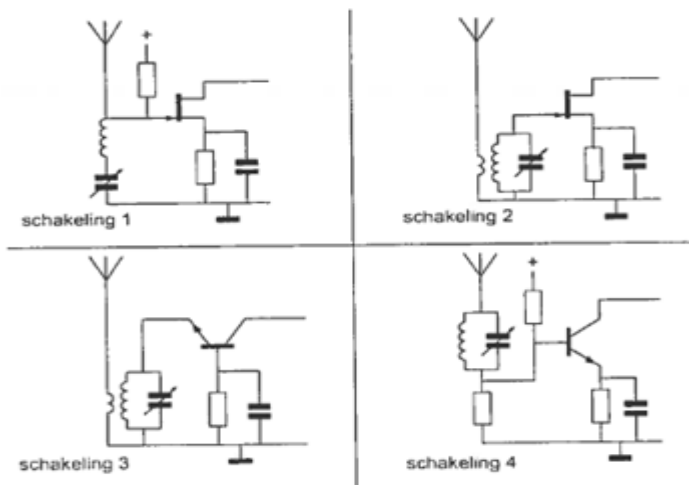 +
schakeling 1
schakeling 2
+
schakeling 3
schakeling 4